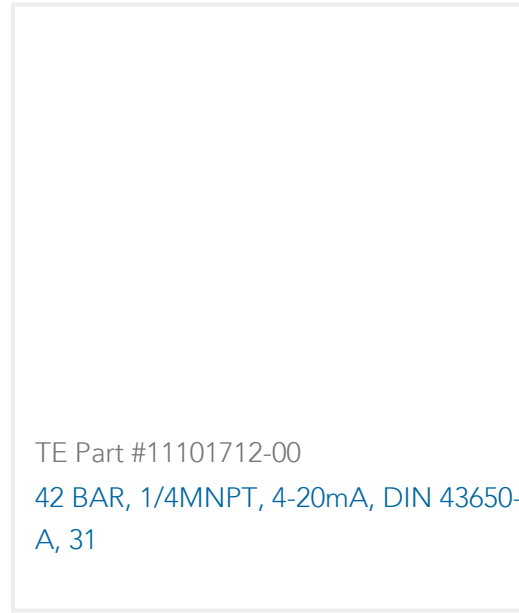 TE Part #11101712-00
42 BAR, 1/4MNPT, 4-20mA, DIN 43650-
A, 31